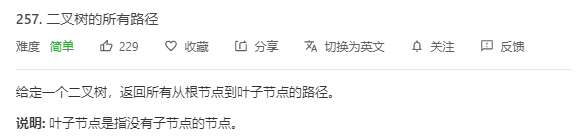 257. 二叉树的所有路径
难度 简单 229 收藏 分享 切换为英文 关注 反馈
给定一个二叉树，返回所有从根节点到叶子节点的路径。
说明: 叶子节点是指没有子节点的节点。